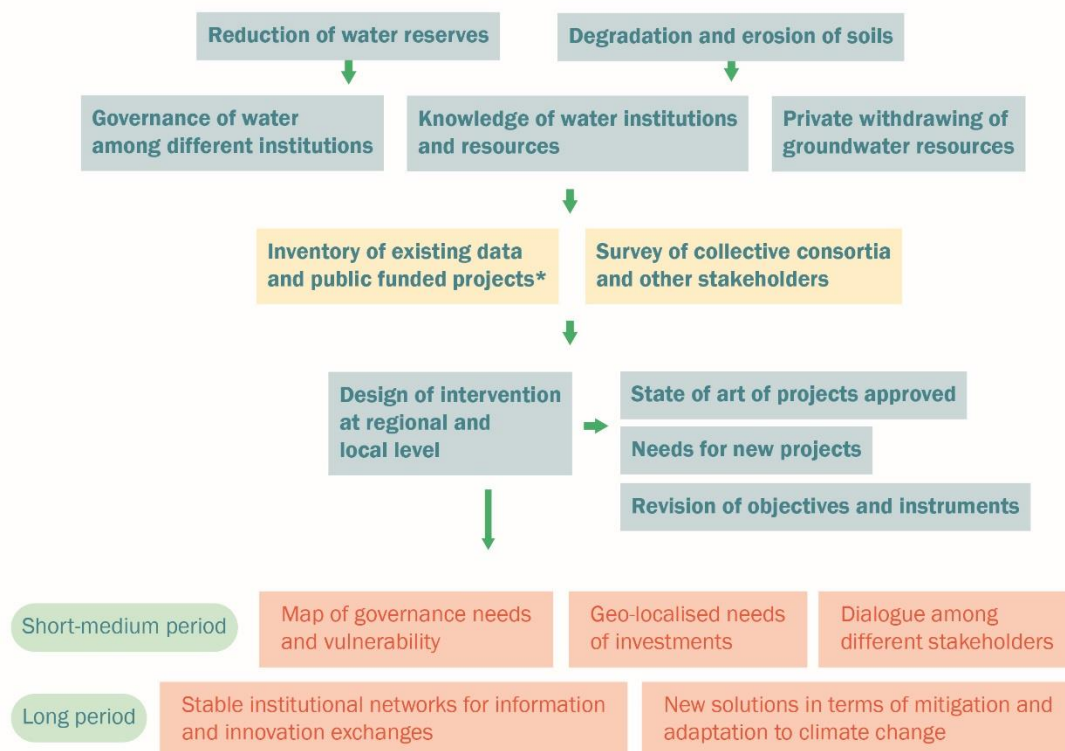 Reduction of water reserves
Degradation and erosion of soils
Governance of water
among different institutions
Knowledge of water institutions
and resources
Private withdrawing of
groundwater resources
Inventory of existing data
and public funded projects*
Survey of collective consortia
and other stakeholders
Design of intervention
at regional and
local level
State of art of projects approved
Needs for new projects
Revision of objectives and instruments
Short-medium period
Map of governance needs
and vulnerability
Geo-localised needs
of investments
Dialogue among
different stakeholders
Long period
Stable institutional networks for information
and innovation exchanges
New solutions in terms of mitigation and
adaptation to climate change